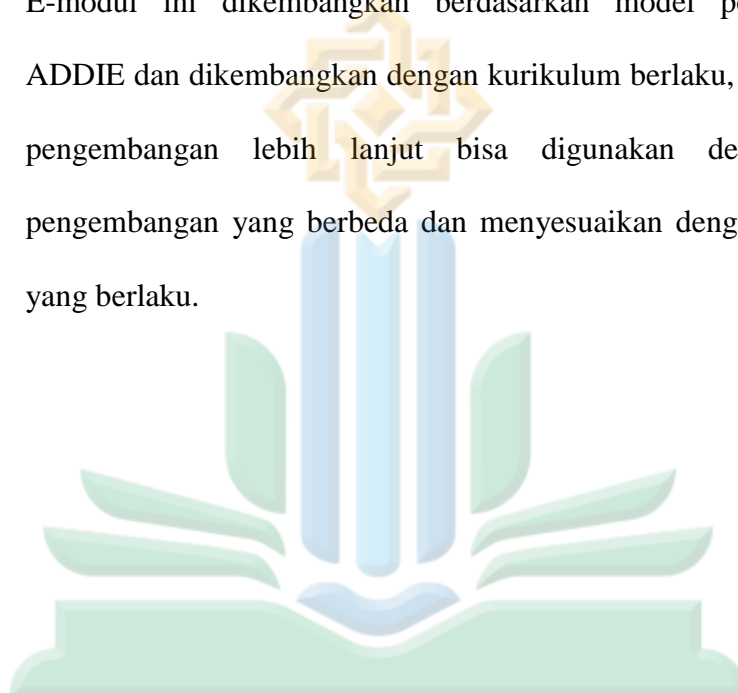 E-modul ini dikembangkan berdasarkan model
ADDIE dan dikembangkan dengan kurikulum berlaku,
pengembangan lebih lanjut bisa digunakan
pengembangan yang berbeda dan menyesuaikan
yang berlaku.